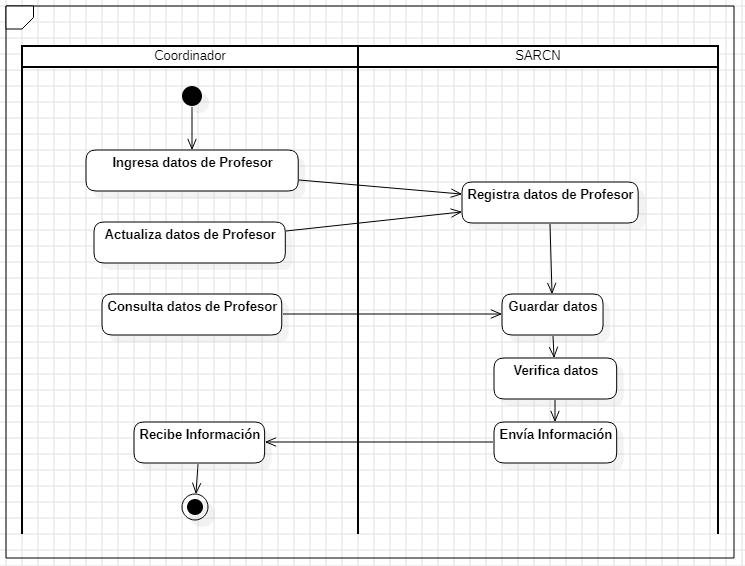 Coordinador
SARCN
Ingresa datos de Profesor
Registra datos de Profesor
Actualiza datos de Profesor
Consulta datos de Profesor
Guardar datos
Verifica datos
Recibe Información
Envía Información